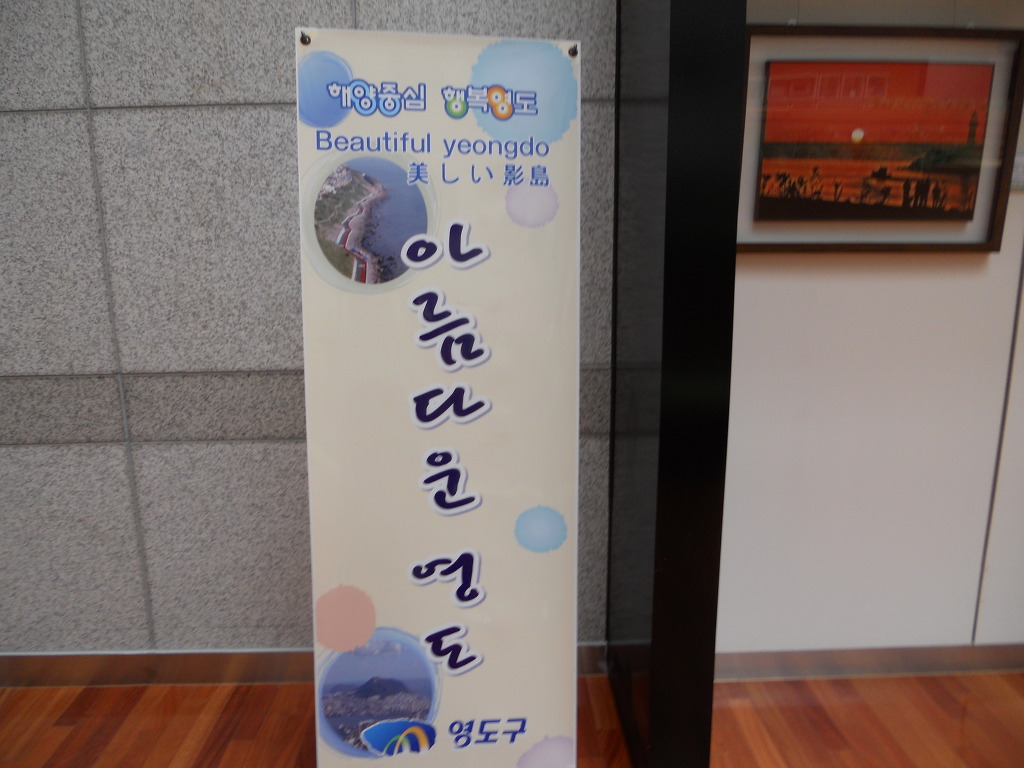 해양중심 행복영도
Beautiful yeongdo
美しい影島
아름다운 영도
영도구